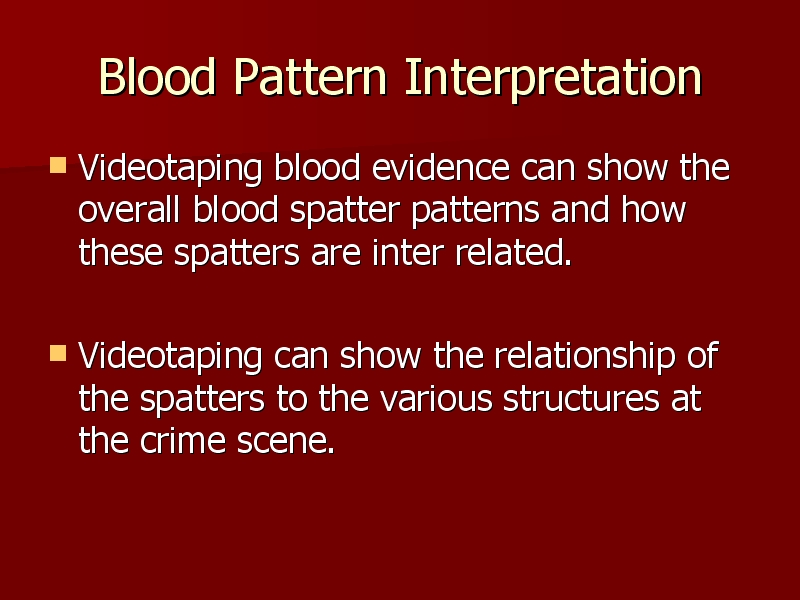 Blood Pattern Interpretation
Videotaping blood evidence can show the
overall blood spatter patterns and how
these spatters are inter related.
Videotaping can show the relationship of
the spatters to the various structures at
the crime scene.